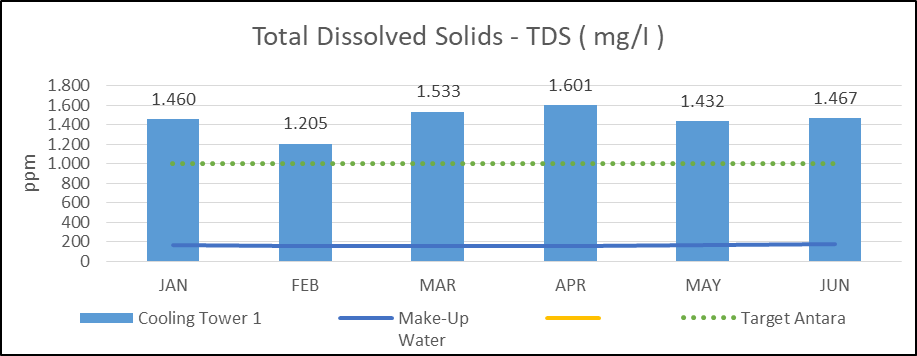 Total Dissolved Solids - TDS ( mg/l )
ppm
1.800
1.600
1.400
1.200
1.000
800
600
400
200
0
1.460
1.205
1.533
1.601
1.432
1.467
JAN FEB MAR APR MAY JUN
Cooling Tower 1
Make-Up
Water
Target Antara